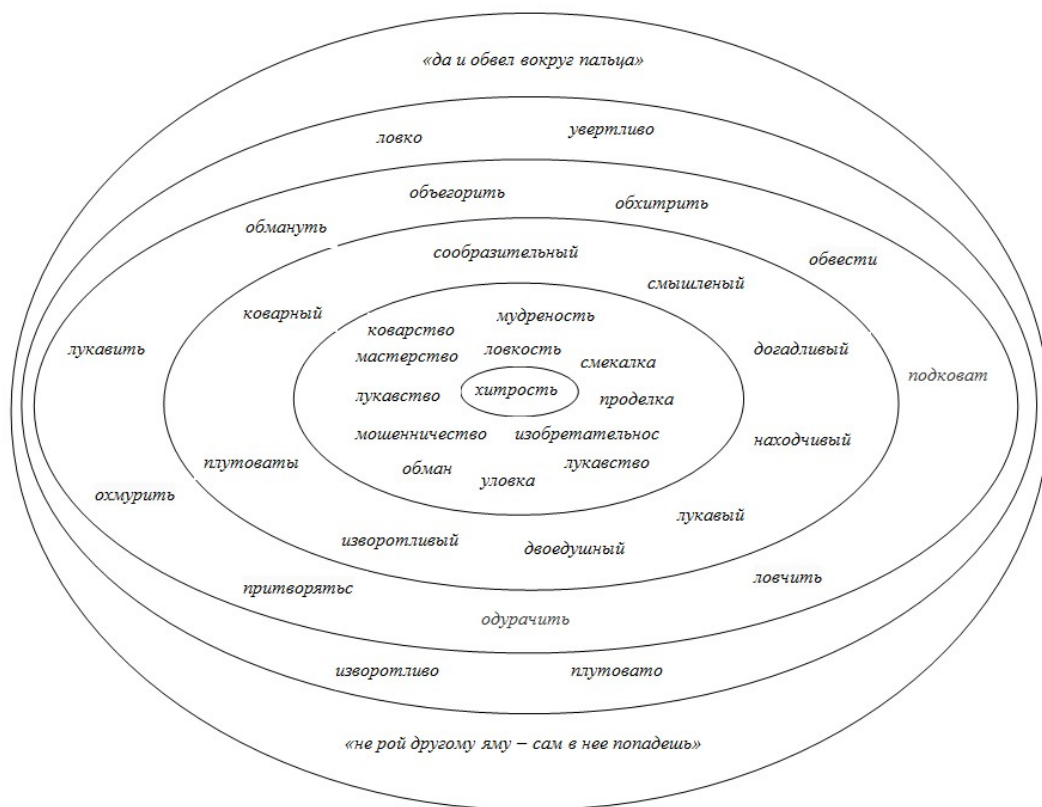 «да и обвел вокруг пальца»
ловко
увертливо
объегорить
обхитрить
обмануть
сообразительный
обвести
смышленый
коварный
мудреность
коварство
лукавить
мастерство
ловкость
догадливый
смекалка
подковат
хитрость
лукавство
проделка
мошенничество
изобретательнос
находчивый
плутоваты
обман
лукавство
уловка
охмурить
лукавый
изворотливый
двоедушный
ловчить
притворятьс
одурачить
изворотливо
плутовато
«не рой другому яму – сам в нее попадешь»